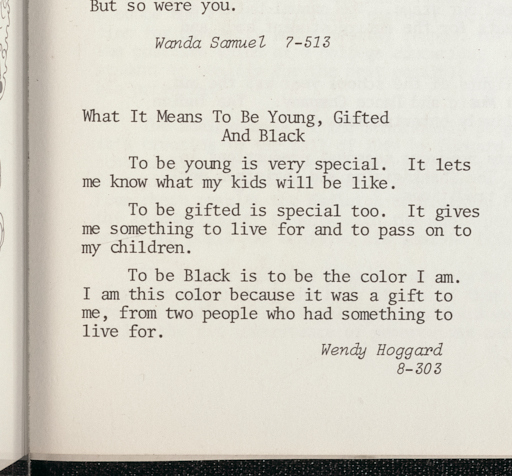 But so were you.
Wanda Samuel 7-513
What It Means To Be Young, Gifted
And Black
To be young is very special. It lets
me know what my kids will be like.
To be gifted is special too. It gives
me something to live for and to pass on to
my children.
To be Black is to be the color I am.
I am this color because it was a gift to
me, from two people who had something to
live for.
Wendy Hoggard
8-303